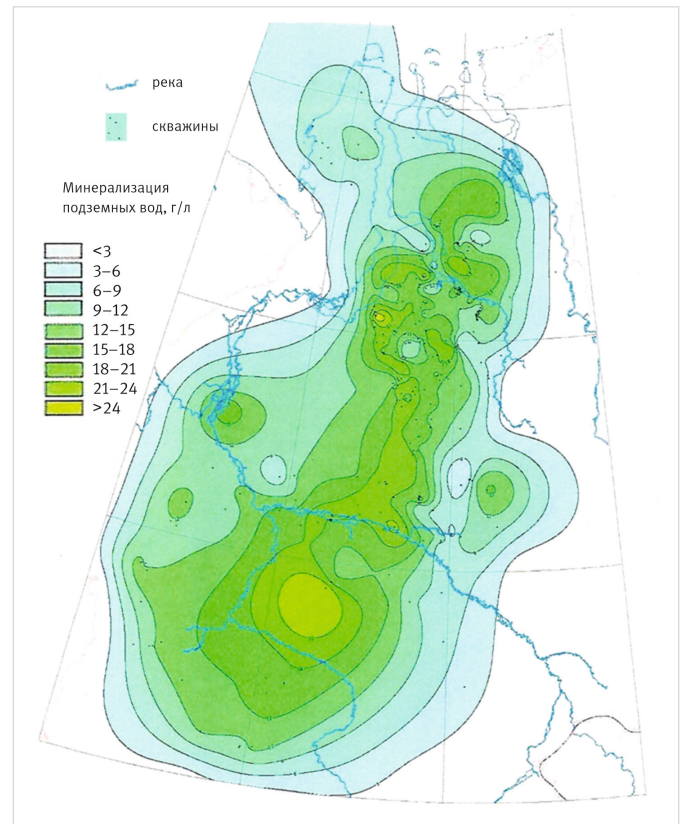 река
скважины
Минерализация
подземных вод, г/л
<3
3–6
6–9
9–12
12–15
15–18
18–21
21–24
>24